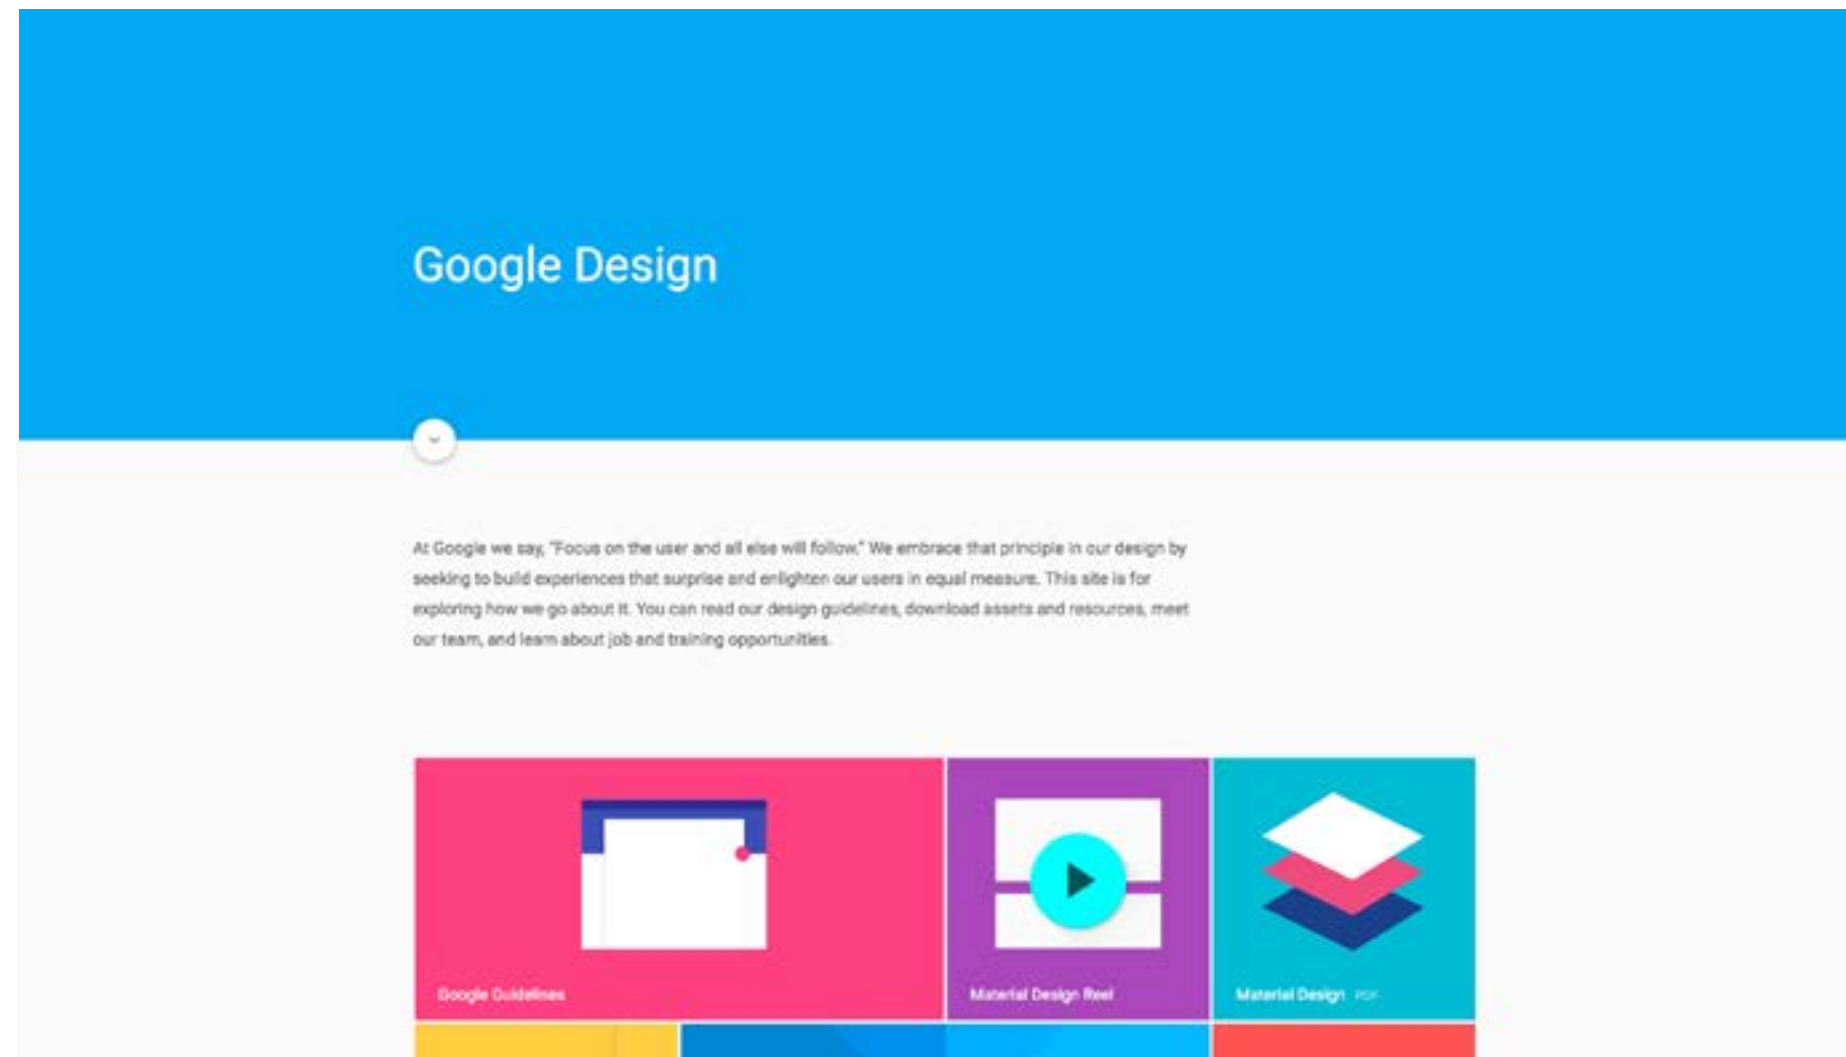 Google Design
At Google we say, "Focus on the user and all else will follow." We embrace that principle in our design by
seeking to build experiences that surprise and enlighten our users in equal measure. This site is for
exploring how we go about it. You can read our design guidelines, download assets and resources, meet
our team, and learn about job and training opportunities.
Google Guidelines
Material Design Reel
Material Design PDF